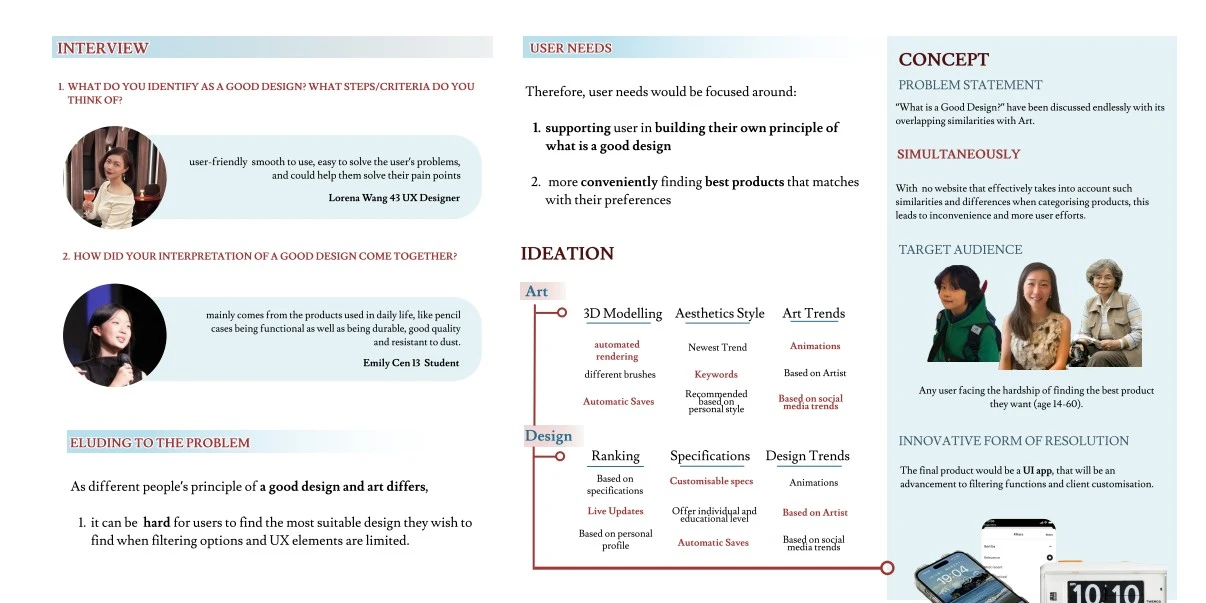 INTERVIEW
1. WHAT DO YOU IDENTIFY AS A GOOD DESIGN? WHAT STEPS/CRITERIA DO YOU
THINK OF?
user-friendly smooth to use, easy to solve the user's problems,
and could help them solve their pain points
Lorena Wang 43 UX Designer
2. HOW DID YOUR INTERPRETATION OF A GOOD DESIGN COME TOGETHER?
mainly comes from the products used in daily life, like pencil
cases being functional as well as being durable, good quality
and resistant to dust.
Emily Cen 13 Student
ELUDING TO THE PROBLEM
As different people's principle of a good design and art differs,
1. it can be hard for users to find the most suitable design they wish to
find when filtering options and UX elements are limited.
USER NEEDS
Therefore, user needs would be focused around:
1. supporting user in building their own principle of
what is a good design
2. more conveniently finding best products that matches
with their preferences
IDEATION
Art
3D Modelling Aesthetics Style Art Trends
automated
rendering
Newest Trend
Animations
different brushes
Keywords
Based on Artist
Automatic Saves
Recommended
based on
personal style
Based on social
media trends
Design
Ranking Specifications Design Trends
Based on
specifications
Customisable specs
Animations
Live Updates
Offer individual and
educational level
Based on Artist
Based on personal
profile
Automatic Saves
Based on social
media trends
CONCEPT
PROBLEM STATEMENT
"What is a Good Design?" have been discussed endlessly with its
overlapping similarities with Art.
SIMULTANEOUSLY
With no website that effectively takes into account such
similarities and differences when categorising products, this
leads to inconvenience and more user efforts.
TARGET AUDIENCE
Any user facing the hardship of finding the best product
they want (age 14-60).
INNOVATIVE FORM OF RESOLUTION
The final product would be a UI app, that will be an
advancement to filtering functions and client customisation.
Filters
19:04
10 10